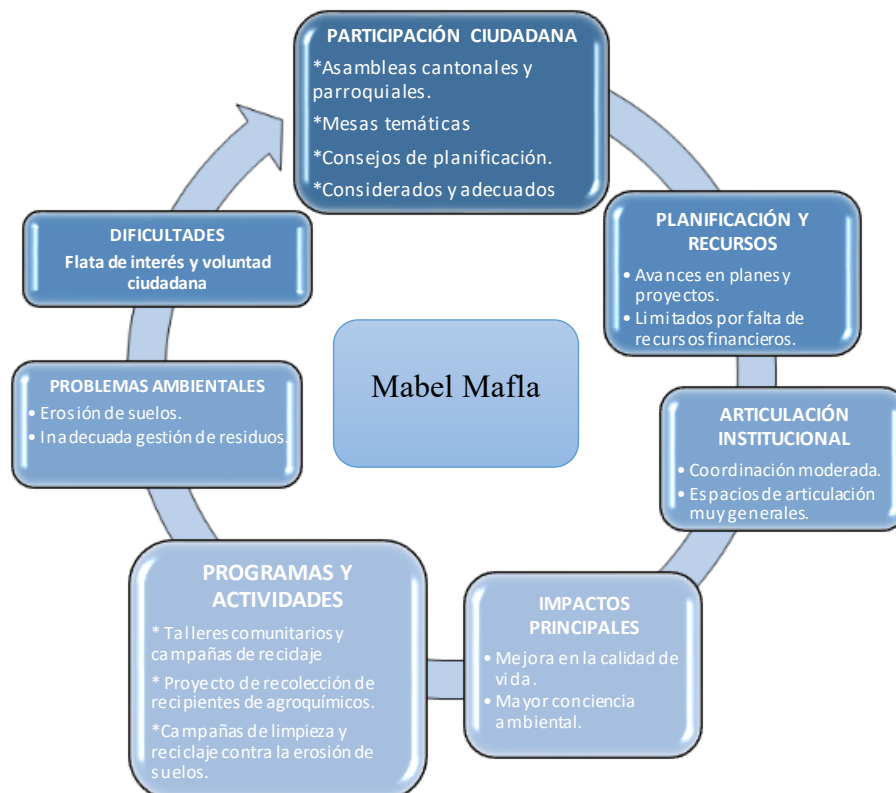 PARTICIPACIÓN CIUDADANA
*Asambleas cantonales y
parroquiales.
*Mesas temáticas
*Consejos de planificación.
*Considerados y adecuados
PLANIFICACIÓN Y
RECURSOS
• Avances en planes y
proyectos.
• Limitados por falta de
recursos financieros.
ARTICULACIÓN
INSTITUCIONAL
• Coordinación moderada.
• Espacios de articulación
muy generales.
IMPACTOS
PRINCIPALES
• Mejora en la calidad de
vida.
• Mayor conciencia
ambiental.
PROGRAMAS Y
ACTIVIDADES
* Talleres comunitarios y
campañas de reciclaje
* Proyecto de recolección de
recipientes de agroquímicos.
*Campañas de limpieza y
reciclaje contra la erosión de
suelos.
PROBLEMAS AMBIENTALES
• Erosión de suelos.
• Inadecuada gestión de residuos.
DIFICULTADES
Flata de interés y voluntad
ciudadana
Mabel Mafla